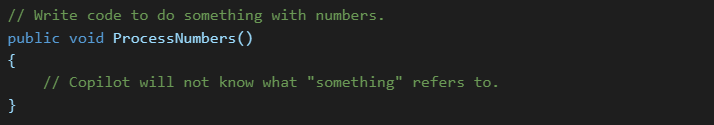 // Write code to do something with numbers.
public void ProcessNumbers()
{
    // Copilot will not know what "something" refers to.
}